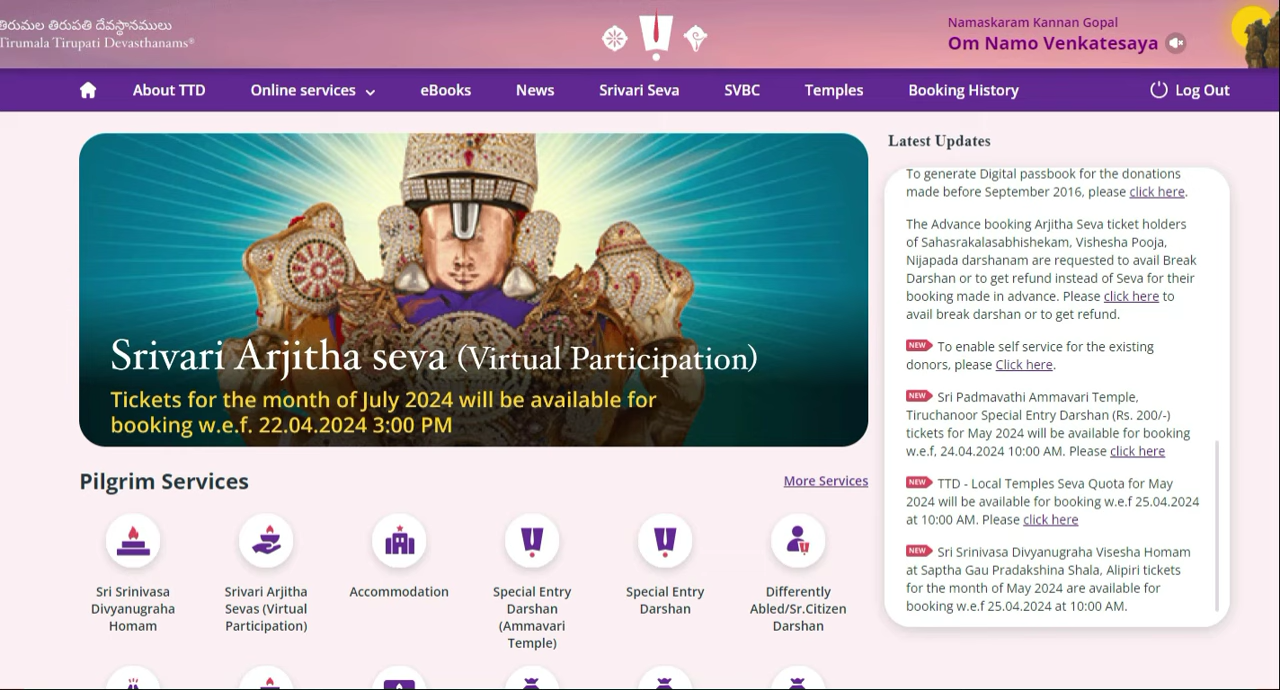 తిరుమల తిరుపతి దేవస్థానములు
Tirumala Tirupati Devasthanams®
Namaskaram Kannan Gopal
Om Namo Venkatesaya
About TTD
Online services
eBooks
News
Srivari Seva
SVBC
Temples
Booking History
Log Out
Srivari Arjitha seva (Virtual Participation)
Tickets for the month of July 2024 will be available for
booking w.e.f. 22.04.2024 3:00 PM
Pilgrim Services
More Services
Sri Srinivasa
Divyanugraha
Homam
Srivari Arjitha
Sevas (Virtual
Participation)
Accommodation
Special Entry
Darshan
(Ammavari
Temple)
Special Entry
Darshan
Differently
Abled/Sr.Citizen
Darshan
Latest Updates
To generate Digital passbook for the donations
made before September 2016, please click here.
The Advance booking Arjitha Seva ticket holders
of Sahasrakalasabhishekam, Vishesha Pooja,
Nijapada darshanam are requested to avail Break
Darshan or to get refund instead of Seva for their
booking made in advance. Please click here to
avail break darshan or to get refund.
NEW To enable self service for the existing
donors, please Click here.
NEW Sri Padmavathi Ammavari Temple,
Tiruchanoor Special Entry Darshan (Rs. 200/-)
tickets for May 2024 will be available for booking
w.e.f, 24.04.2024 10:00 AM. Please click here
NEW TTD - Local Temples Seva Quota for May
2024 will be available for booking w.e.f 25.04.2024
at 10:00 AM. Please click here
NEW Sri Srinivasa Divyanugraha Visesha Homam
at Saptha Gau Pradakshina Shala, Alipiri tickets
for the month of May 2024 are available for
booking w.e.f 25.04.2024 at 10:00 AM.